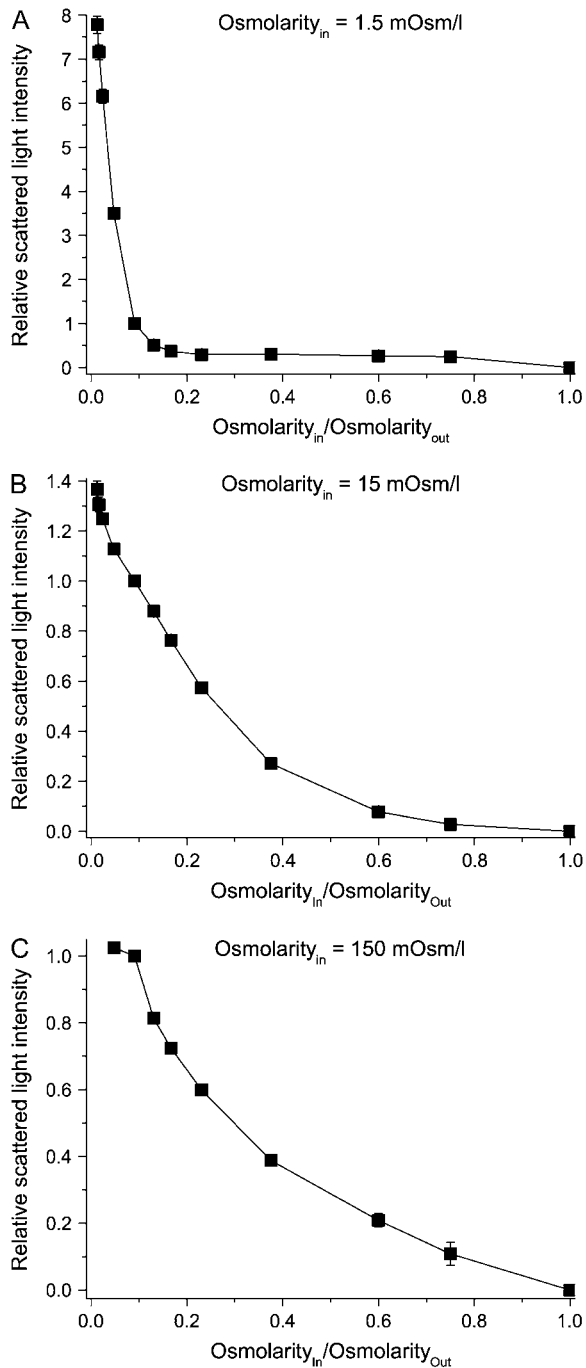 A
Osmolarity_in = 1.5 mOsm/l
8
7
6
5
4
3
2
1
0
Relative scattered light intensity
0.0 0.2 0.4 0.6 0.8 1.0
Osmolarity_in/Osmolarity_out
B
Osmolarity_in = 15 mOsm/l
1.4
1.2
1.0
0.8
0.6
0.4
0.2
0.0
Relative scattered light intensity
0.0 0.2 0.4 0.6 0.8 1.0
Osmolarity_In/Osmolarity_Out
C
Osmolarity_in = 150 mOsm/l
1.0
0.8
0.6
0.4
0.2
0.0
Relative scattered light intensity
0.0 0.2 0.4 0.6 0.8 1.0
Osmolarity_In/Osmolarity_Out